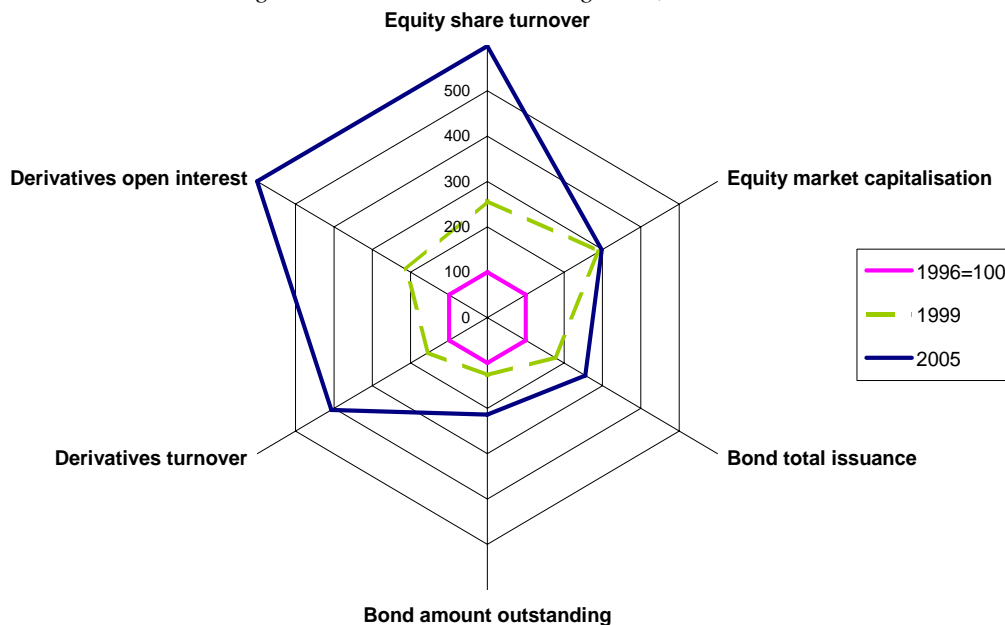 Equity share turnover
500
400
300
200
100
0
Derivatives open interest
Equity market capitalisation
1996=100
1999
2005
Derivatives turnover
Bond total issuance
Bond amount outstanding